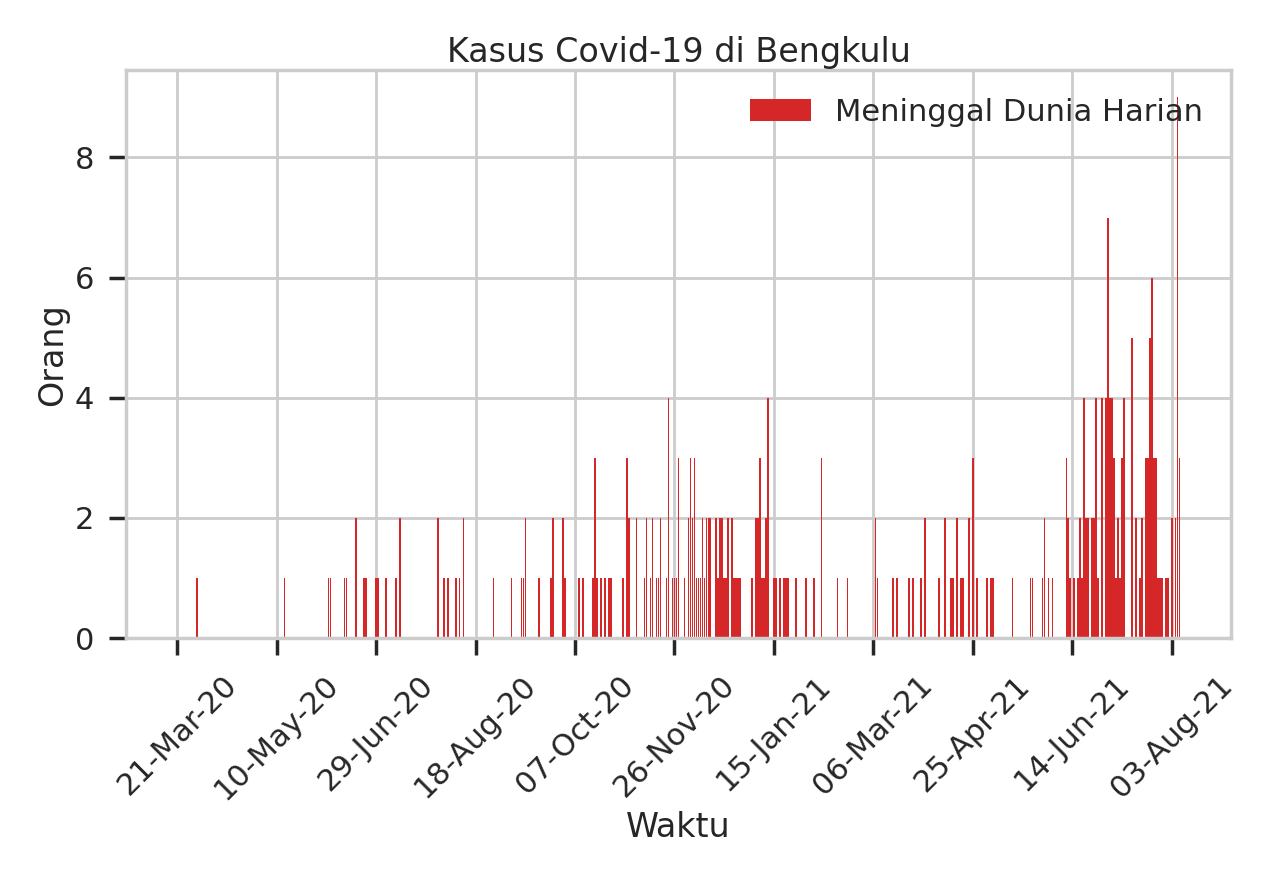 Kasus Covid-19 di Bengkulu
Meninggal Dunia Harian
Orang
8
6
4
2
0
21-Mar-20
10-May-20
29-Jun-20
18-Aug-20
07-Oct-20
26-Nov-20
15-Jan-21
06-Mar-21
25-Apr-21
14-Jun-21
03-Aug-21
Waktu